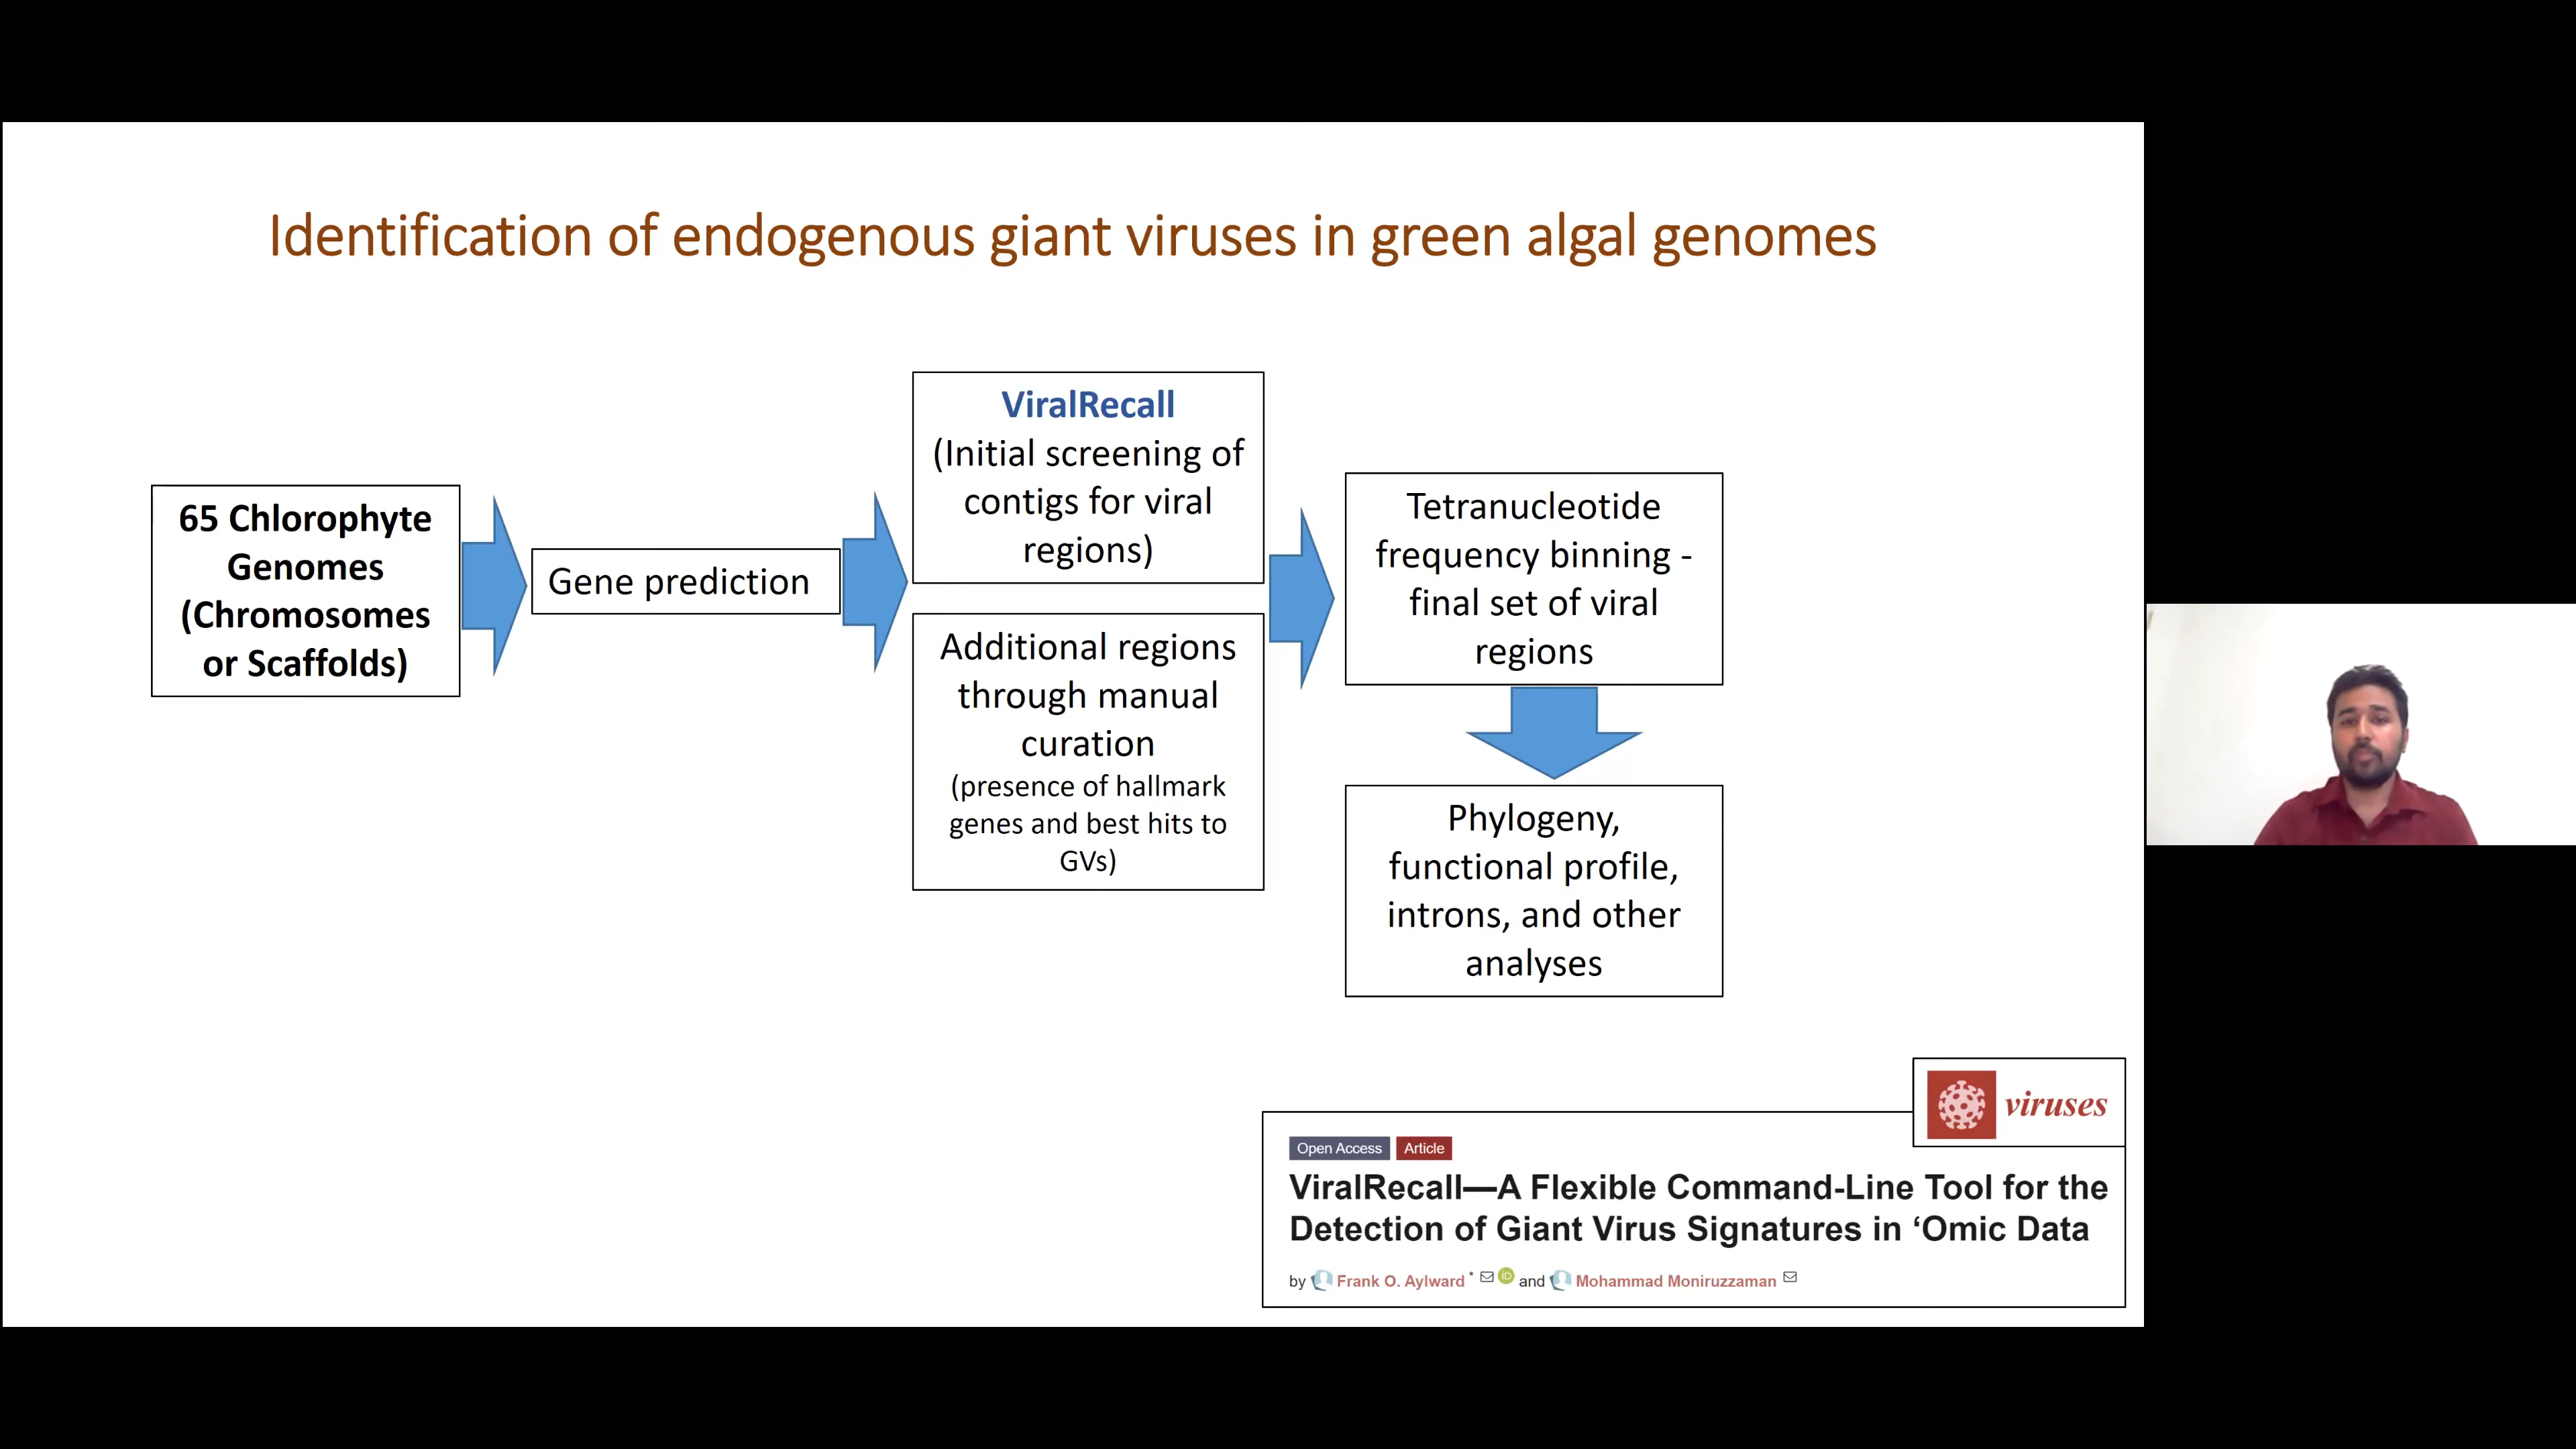 Identification of endogenous giant viruses in green algal genomes
65 Chlorophyte
Genomes
(Chromosomes
or Scaffolds)
Gene prediction
ViralRecall
(Initial screening of
contigs for viral
regions)
Additional regions
through manual
curation
(presence of hallmark
genes and best hits to
GVs)
Tetranucleotide
frequency binning -
final set of viral
regions
Phylogeny,
functional profile,
introns, and other
analyses
viruses
Open Access Article
ViralRecall—A Flexible Command-Line Tool for the
Detection of Giant Virus Signatures in ‘Omic Data
by Frank O. Aylward * iD and Mohammad Moniruzzaman